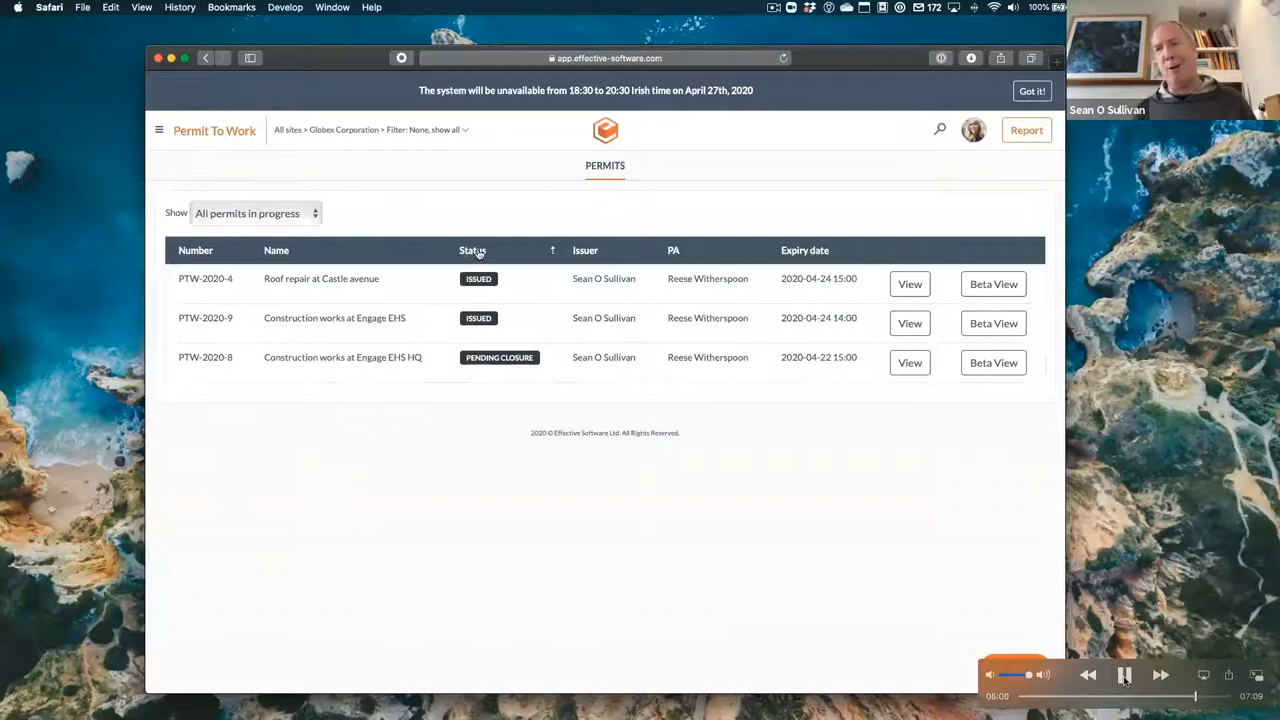 Safari File Edit View History Bookmarks Develop Window Help 172 100%
app.effective-software.com
The system will be unavailable from 18:30 to 20:30 Irish time on April 27th, 2020 Got it!
Sean O Sullivan
Permit To Work All sites > Globex Corporation > Filter: None, show all Report
PERMITS
Show All permits in progress
Number Name Status ↑ Issuer PA Expiry date
PTW-2020-4 Roof repair at Castle avenue ISSUED Sean O Sullivan Reese Witherspoon 2020-04-24 15:00 View Beta View
PTW-2020-9 Construction works at Engage EHS ISSUED Sean O Sullivan Reese Witherspoon 2020-04-24 14:00 View Beta View
PTW-2020-8 Construction works at Engage EHS HQ PENDING CLOSURE Sean O Sullivan Reese Witherspoon 2020-04-22 15:00 View Beta View
2020 © Effective Software Ltd. All Rights Reserved.
06:00 07:09